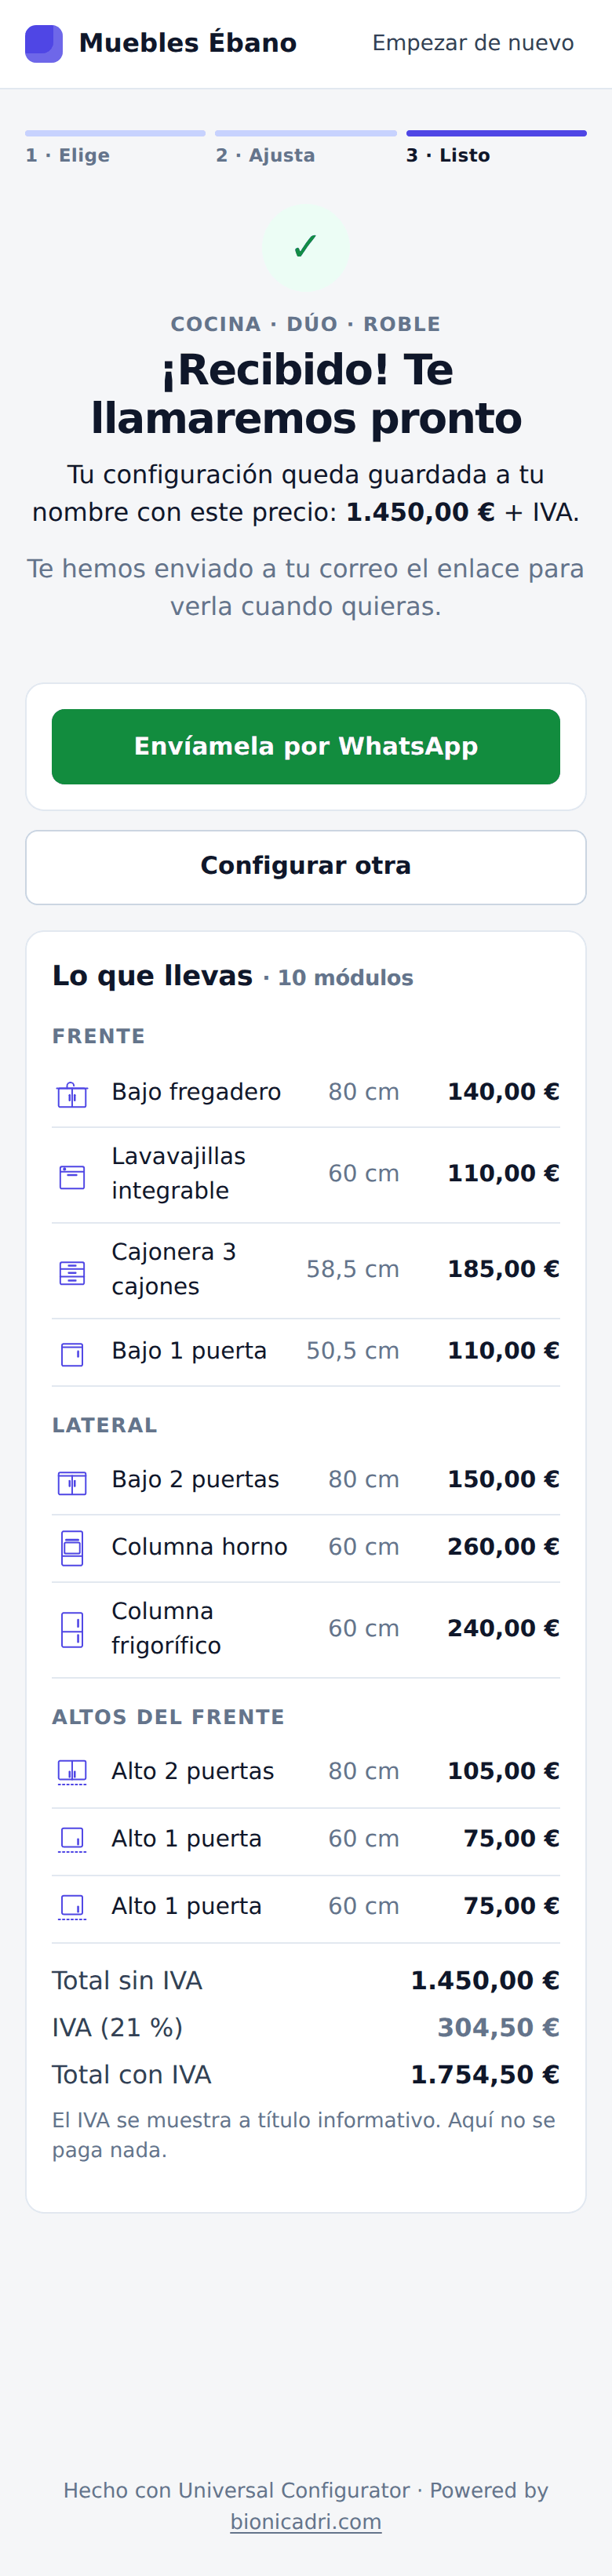 Muebles Ébano
Empezar de nuevo
1 · Elige
2 · Ajusta
3 · Listo
✓
COCINA · DÚO · ROBLE
¡Recibido! Te
llamaremos pronto
Tu configuración queda guardada a tu
nombre con este precio: 1.450,00 € + IVA.
Te hemos enviado a tu correo el enlace para
verla cuando quieras.
Envíamela por WhatsApp
Configurar otra
Lo que llevas · 10 módulos
FRENTE
Bajo fregadero 80 cm 140,00 €
Lavavajillas
integrable 60 cm 110,00 €
Cajonera 3
cajones 58,5 cm 185,00 €
Bajo 1 puerta 50,5 cm 110,00 €
LATERAL
Bajo 2 puertas 80 cm 150,00 €
Columna horno 60 cm 260,00 €
Columna
frigorífico 60 cm 240,00 €
ALTOS DEL FRENTE
Alto 2 puertas 80 cm 105,00 €
Alto 1 puerta 60 cm 75,00 €
Alto 1 puerta 60 cm 75,00 €
Total sin IVA 1.450,00 €
IVA (21 %) 304,50 €
Total con IVA 1.754,50 €
El IVA se muestra a título informativo. Aquí no se
paga nada.
Hecho con Universal Configurator · Powered by
bionicadri.com